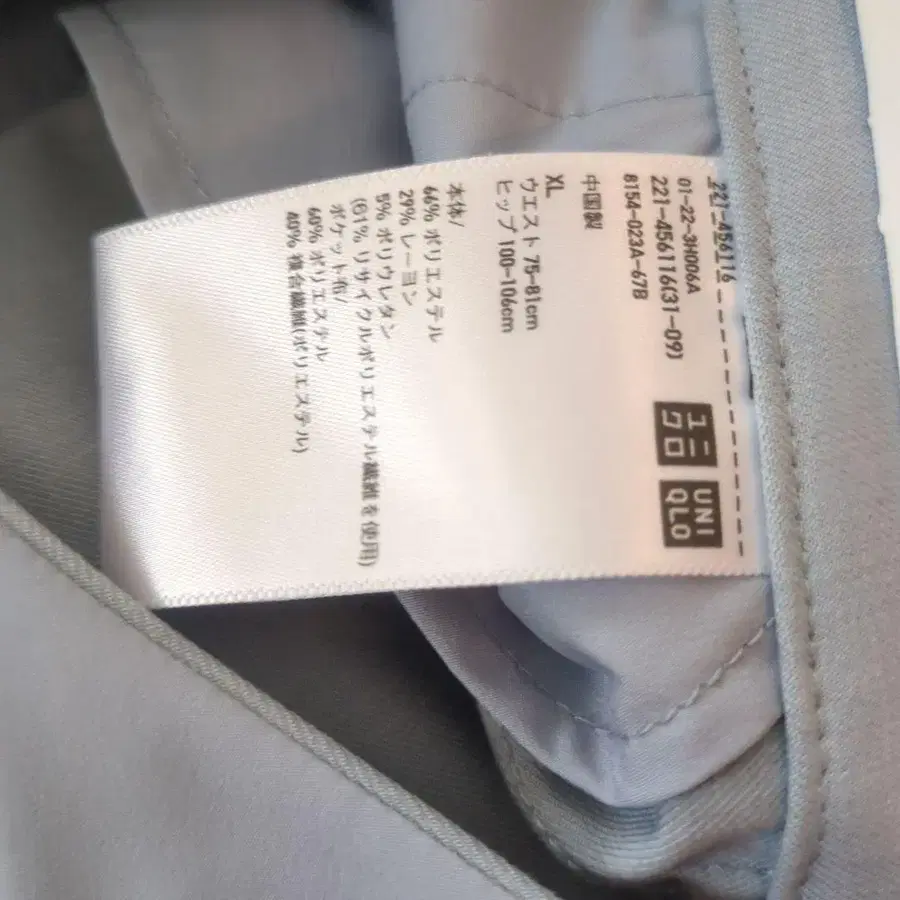 221-456116
ユニ
クロ
UNI
QLO
01-22-3H006A
221-456116(31-09)
8154-023A-67B
中国製
XL
ウエスト 75-81cm
ヒップ 100-106cm
本体/
66% ポリエステル
29% レーヨン
5% ポリウレタン
(61% リサイクルポリエステル繊維を使用)
ポケット布/
60% ポリエステル
40% 複合繊維(ポリエステル)